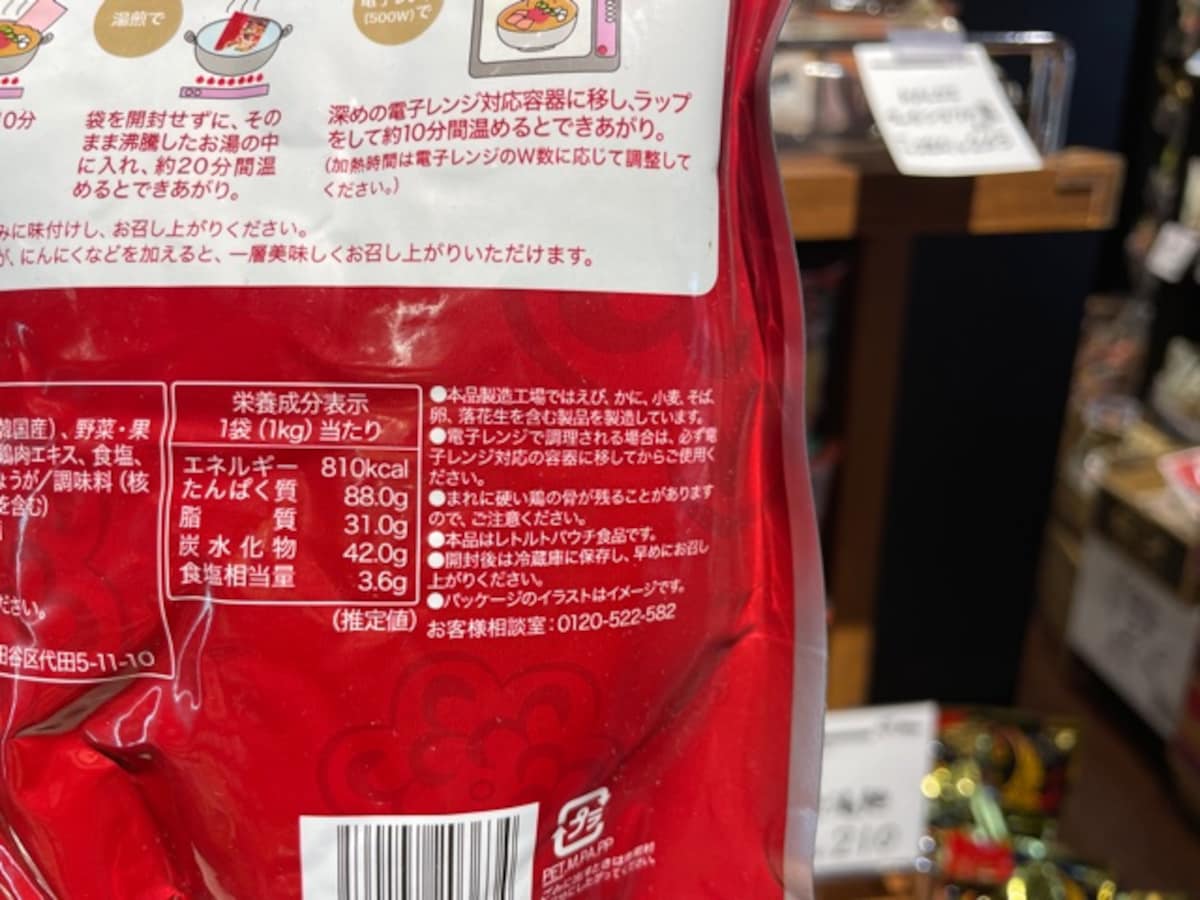 湯煎で
(500W)で
0分
袋を開封せずに、その
まま沸騰したお湯の中
に入れ、約20分間温
めるとできあがり。
深めの電子レンジ対応容器に移し、ラップ
をして約10分間温めるとできあがり。
(加熱時間は電子レンジのW数に応じて調整して
ください。)
みに味付けし、お召し上がりください。
が、にんにくなどを加えると、一層美味しくお召し上がりいただけます。
韓国産)、野菜・果
鶏肉エキス、食塩、
ょうが/調味料(核
を含む)
ださい。
田谷区代田5-11-10
栄養成分表示
1袋(1kg)当たり
エネルギー 810kcal
たんぱく質 88.0g
脂質 31.0g
炭水化物 42.0g
食塩相当量 3.6g
(推定値)
●本品製造工場ではえび、かに、小麦、そば、
卵、落花生を含む製品を製造しています。
●電子レンジで調理される場合は、必ず電
子レンジ対応の容器に移してからご使用く
ださい。
●まれに硬い鶏の骨が残ることがあります
ので、ご注意ください。
●本品はレトルトパウチ食品です。
●開封後は冷蔵庫に保存し、早めにお召し
上がりください。
●パッケージのイラストはイメージです。
お客様相談室:0120-522-582
プラ
PET.M.PA.PP
210